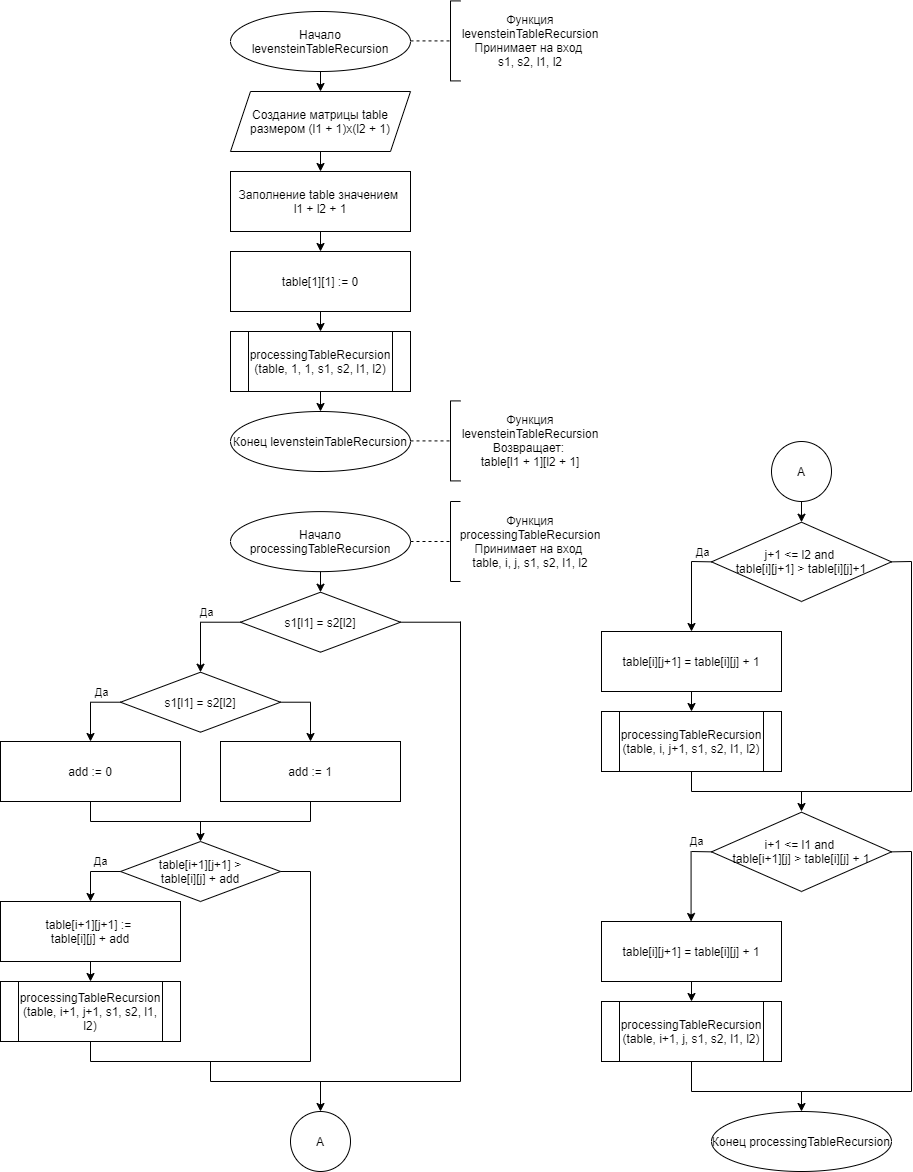 Начало
levensteinTableRecursion
Функция
levensteinTableRecursion
Принимает на вход
s1, s2, l1, l2
Создание матрицы table
размером (l1 + 1)x(l2 + 1)
Заполнение table значением
l1 + l2 + 1
table[1][1] := 0
processingTableRecursion
(table, 1, 1, s1, s2, l1, l2)
Конец levensteinTableRecursion
Функция
levensteinTableRecursion
Возвращает:
table[l1 + 1][l2 + 1]
Начало
processingTableRecursion
Функция
processingTableRecursion
Принимает на вход
table, i, j, s1, s2, l1, l2
Да
s1[l1] = s2[l2]
Да
s1[l1] = s2[l2]
add := 0
add := 1
Да
table[i+1][j+1] >
table[i][j] + add
table[i+1][j+1] :=
table[i][j] + add
processingTableRecursion
(table, i+1, j+1, s1, s2, l1,
l2)
A
A
Да
j+1 <= l2 and
table[i][j+1] > table[i][j]+1
table[i][j+1] = table[i][j] + 1
processingTableRecursion
(table, i, j+1, s1, s2, l1, l2)
Да
i+1 <= l1 and
table[i+1][j] > table[i][j] + 1
table[i][j+1] = table[i][j] + 1
processingTableRecursion
(table, i+1, j, s1, s2, l1, l2)
Конец processingTableRecursion